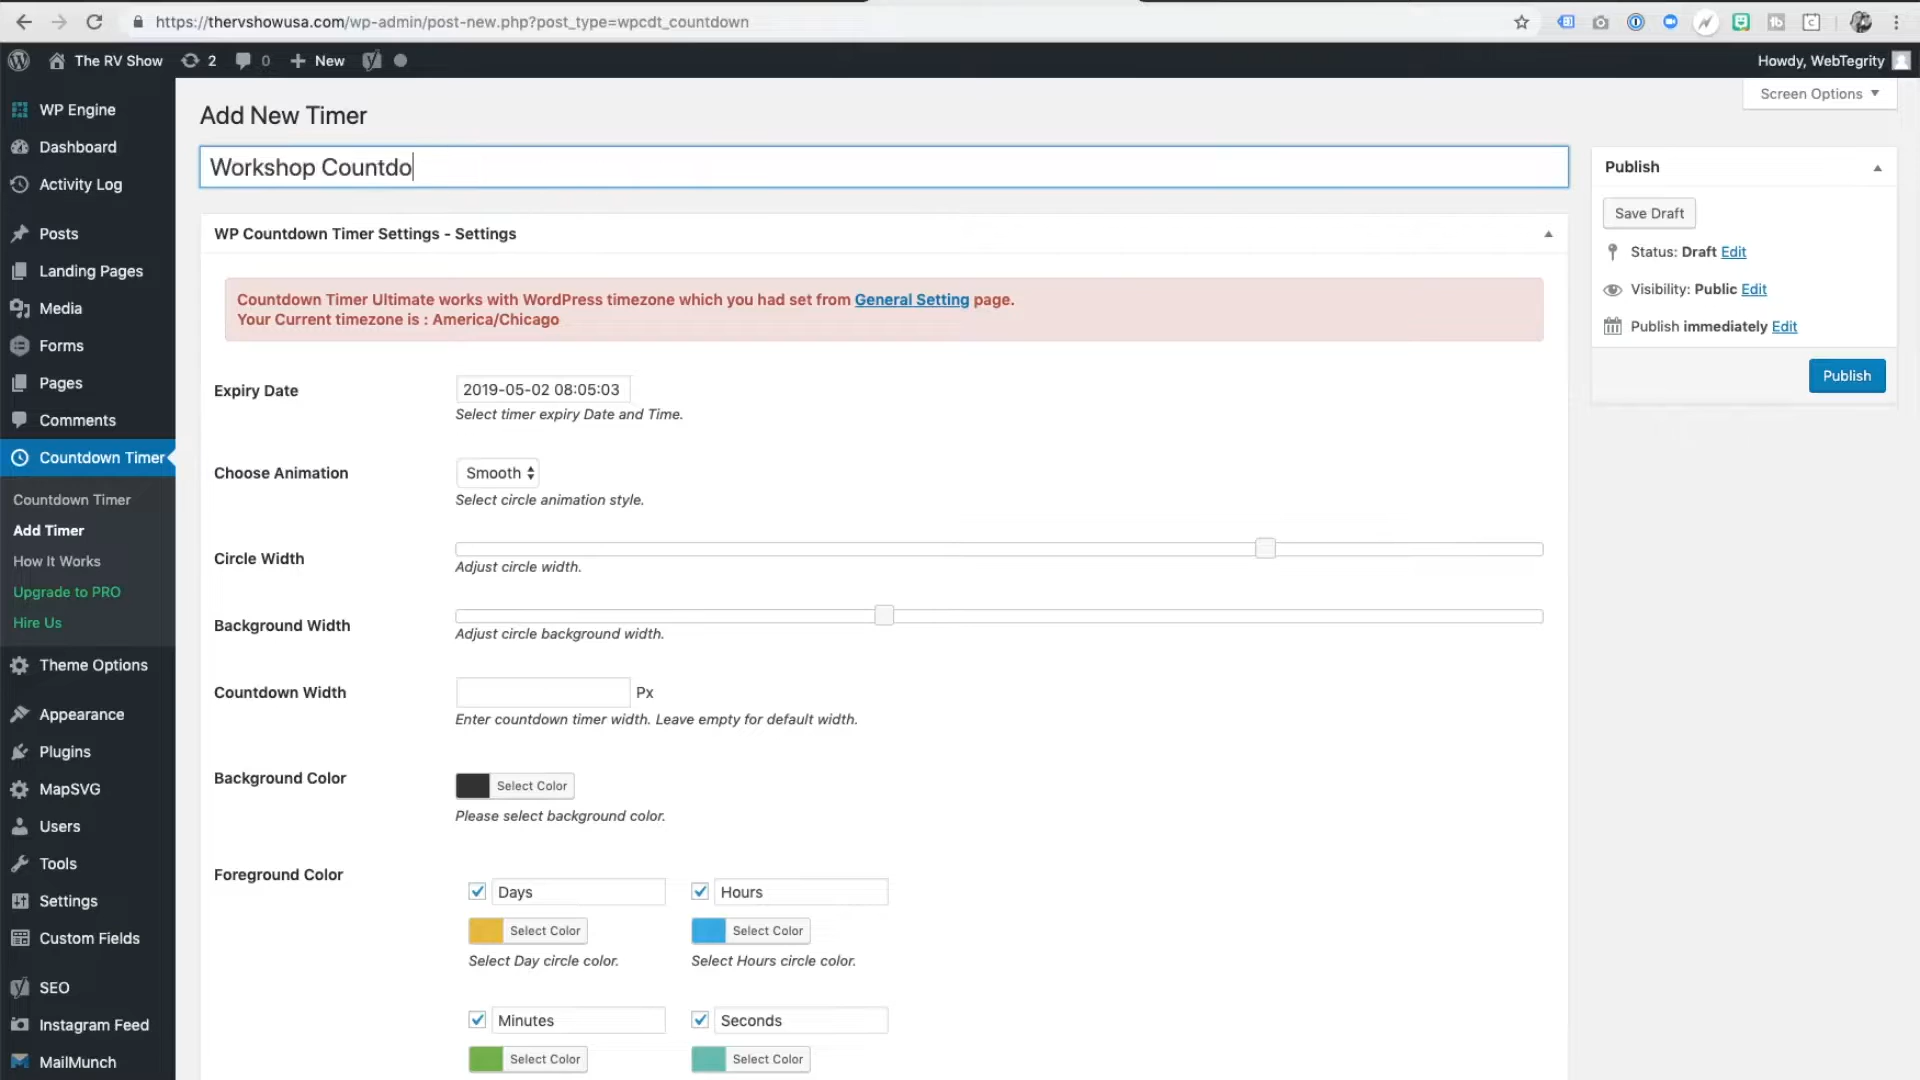 https://thervshowusa.com/wp-admin/post-new.php?post_type=wpcdt_countdown
The RV Show
2
0
New
Howdy, WebTegrity
WP Engine
Dashboard
Activity Log
Posts
Landing Pages
Media
Forms
Pages
Comments
Countdown Timer
Countdown Timer
Add Timer
How It Works
Upgrade to PRO
Hire Us
Theme Options
Appearance
Plugins
MapSVG
Users
Tools
Settings
Custom Fields
SEO
Instagram Feed
MailMunch
Screen Options
Add New Timer
Workshop Countdo
WP Countdown Timer Settings - Settings
Countdown Timer Ultimate works with WordPress timezone which you had set from General Setting page.
Your Current timezone is : America/Chicago
Expiry Date
2019-05-02 08:05:03
Select timer expiry Date and Time.
Choose Animation
Smooth
Select circle animation style.
Circle Width
Adjust circle width.
Background Width
Adjust circle background width.
Countdown Width
Px
Enter countdown timer width. Leave empty for default width.
Background Color
Select Color
Please select background color.
Foreground Color
Days
Hours
Select Color
Select Color
Select Day circle color.
Select Hours circle color.
Minutes
Seconds
Select Color
Select Color
Publish
Save Draft
Status: Draft Edit
Visibility: Public Edit
Publish immediately Edit
Publish